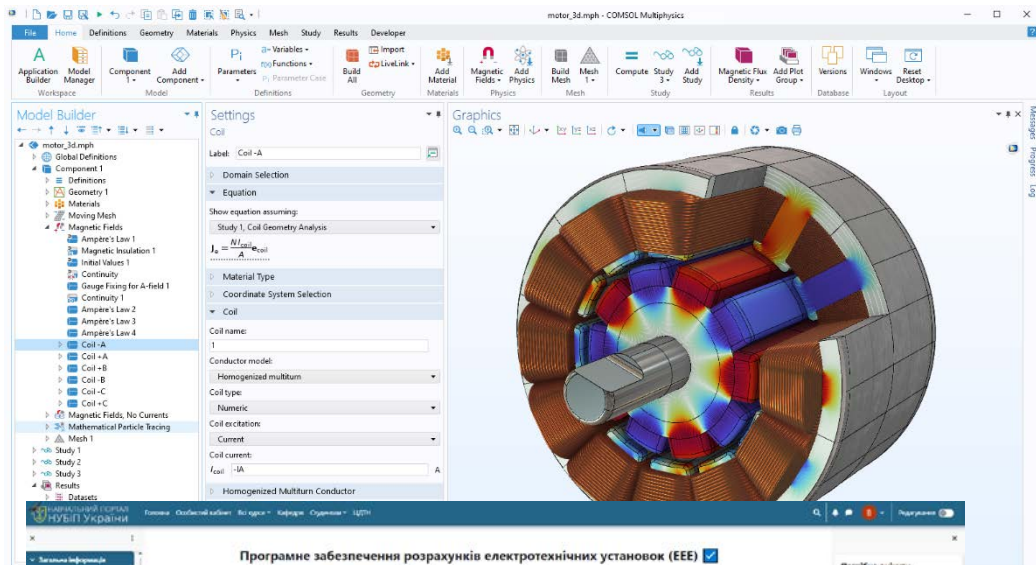 motor_3d.mph - COMSOL Multiphysics
File Home Definitions Geometry Materials Physics Mesh Study Results Developer
Application Builder
Model Manager
Workspace
Component 1
Add Component
Model
Parameters
Variables
Functions
Parameter Case
Definitions
Build All
Import
LiveLink
Geometry
Add Material
Materials
Magnetic Fields
Add Physics
Physics
Build Mesh
Mesh 1
Mesh
Compute
Study 3
Add Study
Study
Magnetic Flux Density
Add Plot Group
Results
Versions
Database
Windows
Reset Desktop
Layout
Model Builder
motor_3d.mph
Global Definitions
Component 1
Definitions
Geometry 1
Materials
Moving Mesh
Magnetic Fields
Ampère's Law 1
Magnetic Insulation 1
Initial Values 1
Continuity
Gauge Fixing for A-field 1
Continuity 1
Ampère's Law 2
Ampère's Law 3
Ampère's Law 4
Coil -A
Coil +A
Coil +B
Coil -B
Coil -C
Coil +C
Magnetic Fields, No Currents
Mathematical Particle Tracing
Mesh 1
Study 1
Study 2
Study 3
Results
Datasets
Settings
Coil
Label: Coil -A
Domain Selection
Equation
Show equation assuming:
Study 1, Coil Geometry Analysis
Jₑ = NI_coil/A e_coil
Material Type
Coordinate System Selection
Coil
Coil name:
1
Conductor model:
Homogenized multiturn
Coil type:
Numeric
Coil excitation:
Current
Coil current:
I_coil -IA A
Homogenized Multiturn Conductor
Graphics
Messages Progress Log
НАВЧАЛЬНИЙ ПОРТАЛ
НУБіП України
Головна Особистий кабінет Всі курси Кафедри Студенам ЦДТН
Редагування
Загальна інформація
Програмне забезпечення розрахунків електротехнічних установок (ЕЕЕ)